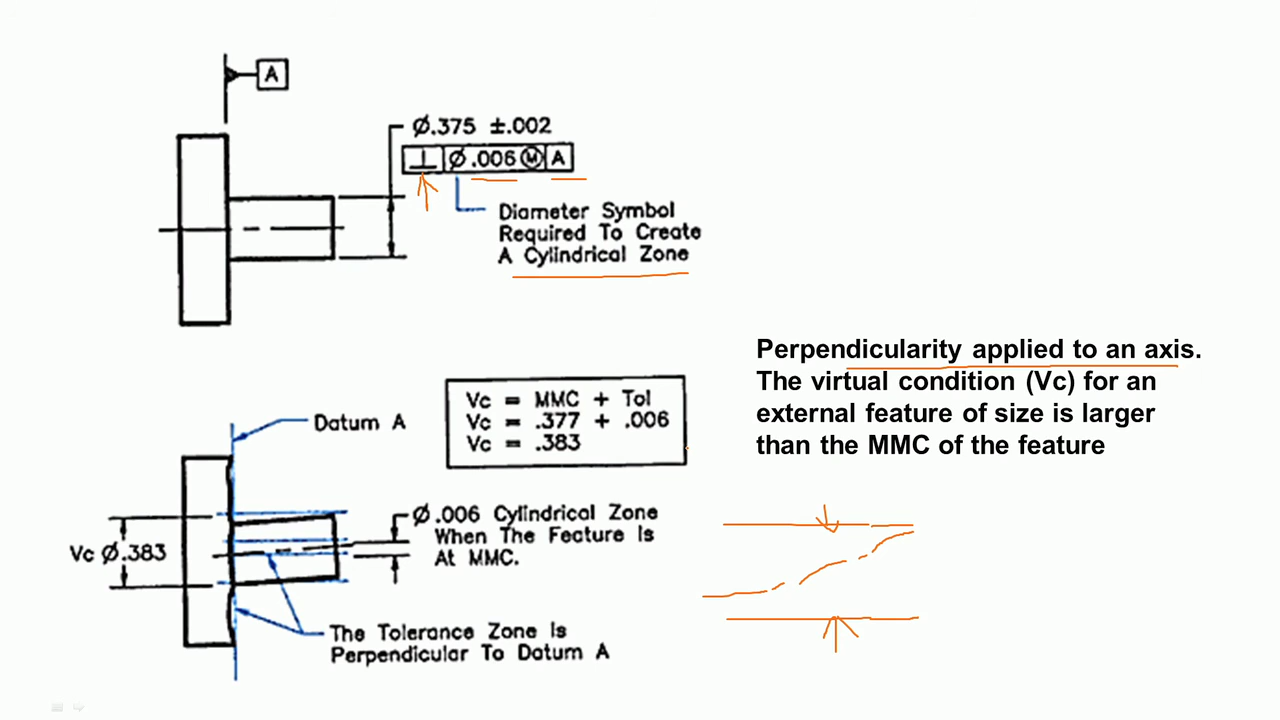 A
Ø.375 ±.002
⊥ Ø .006 Ⓜ A
Diameter Symbol
Required To Create
A Cylindrical Zone
Perpendicularity applied to an axis.
The virtual condition (Vc) for an
external feature of size is larger
than the MMC of the feature
Vc = MMC + Tol
Vc = .377 + .006
Vc = .383
Datum A
Ø.006 Cylindrical Zone
When The Feature Is
At MMC.
Vc Ø.383
The Tolerance Zone Is
Perpendicular To Datum A